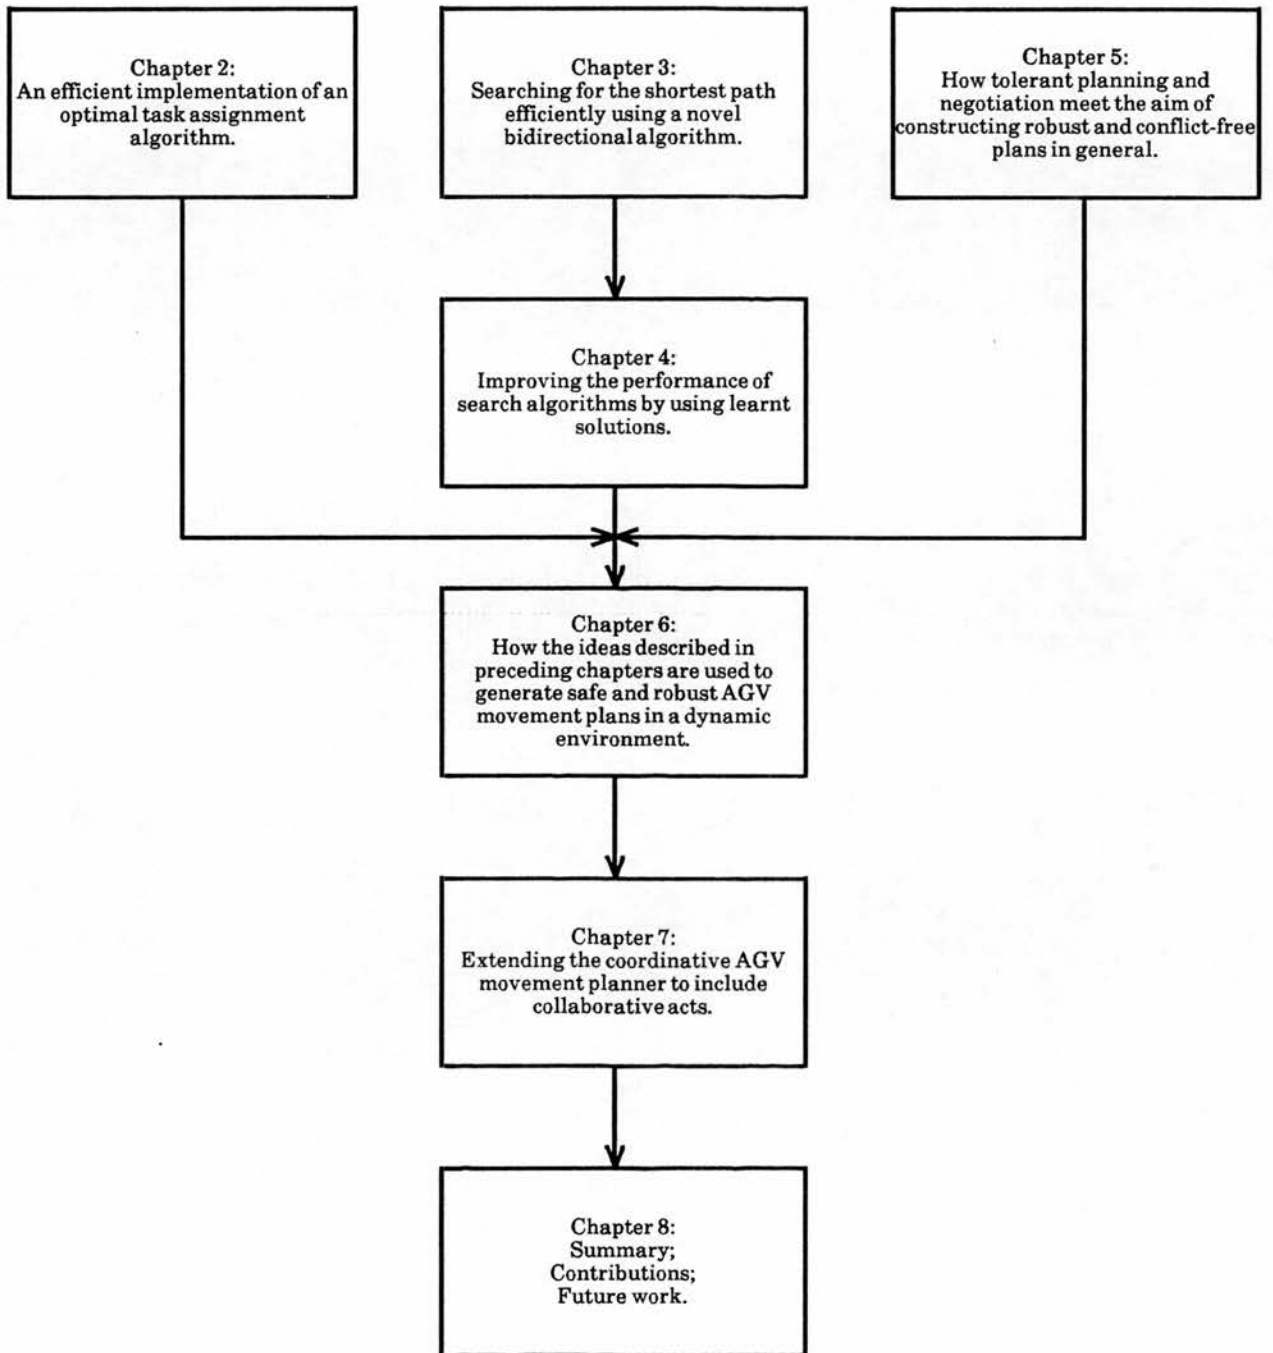 Chapter 2:
An efficient implementation of an
optimal task assignment
algorithm.
Chapter 3:
Searching for the shortest path
efficiently using a novel
bidirectional algorithm.
Chapter 5:
How tolerant planning and
negotiation meet the aim of
constructing robust and conflict-free
plans in general.
Chapter 4:
Improving the performance of
search algorithms by using learnt
solutions.
Chapter 6:
How the ideas described in
preceding chapters are used to
generate safe and robust AGV
movement plans in a dynamic
environment.
Chapter 7:
Extending the coordinative AGV
movement planner to include
collaborative acts.
Chapter 8:
Summary;
Contributions;
Future work.